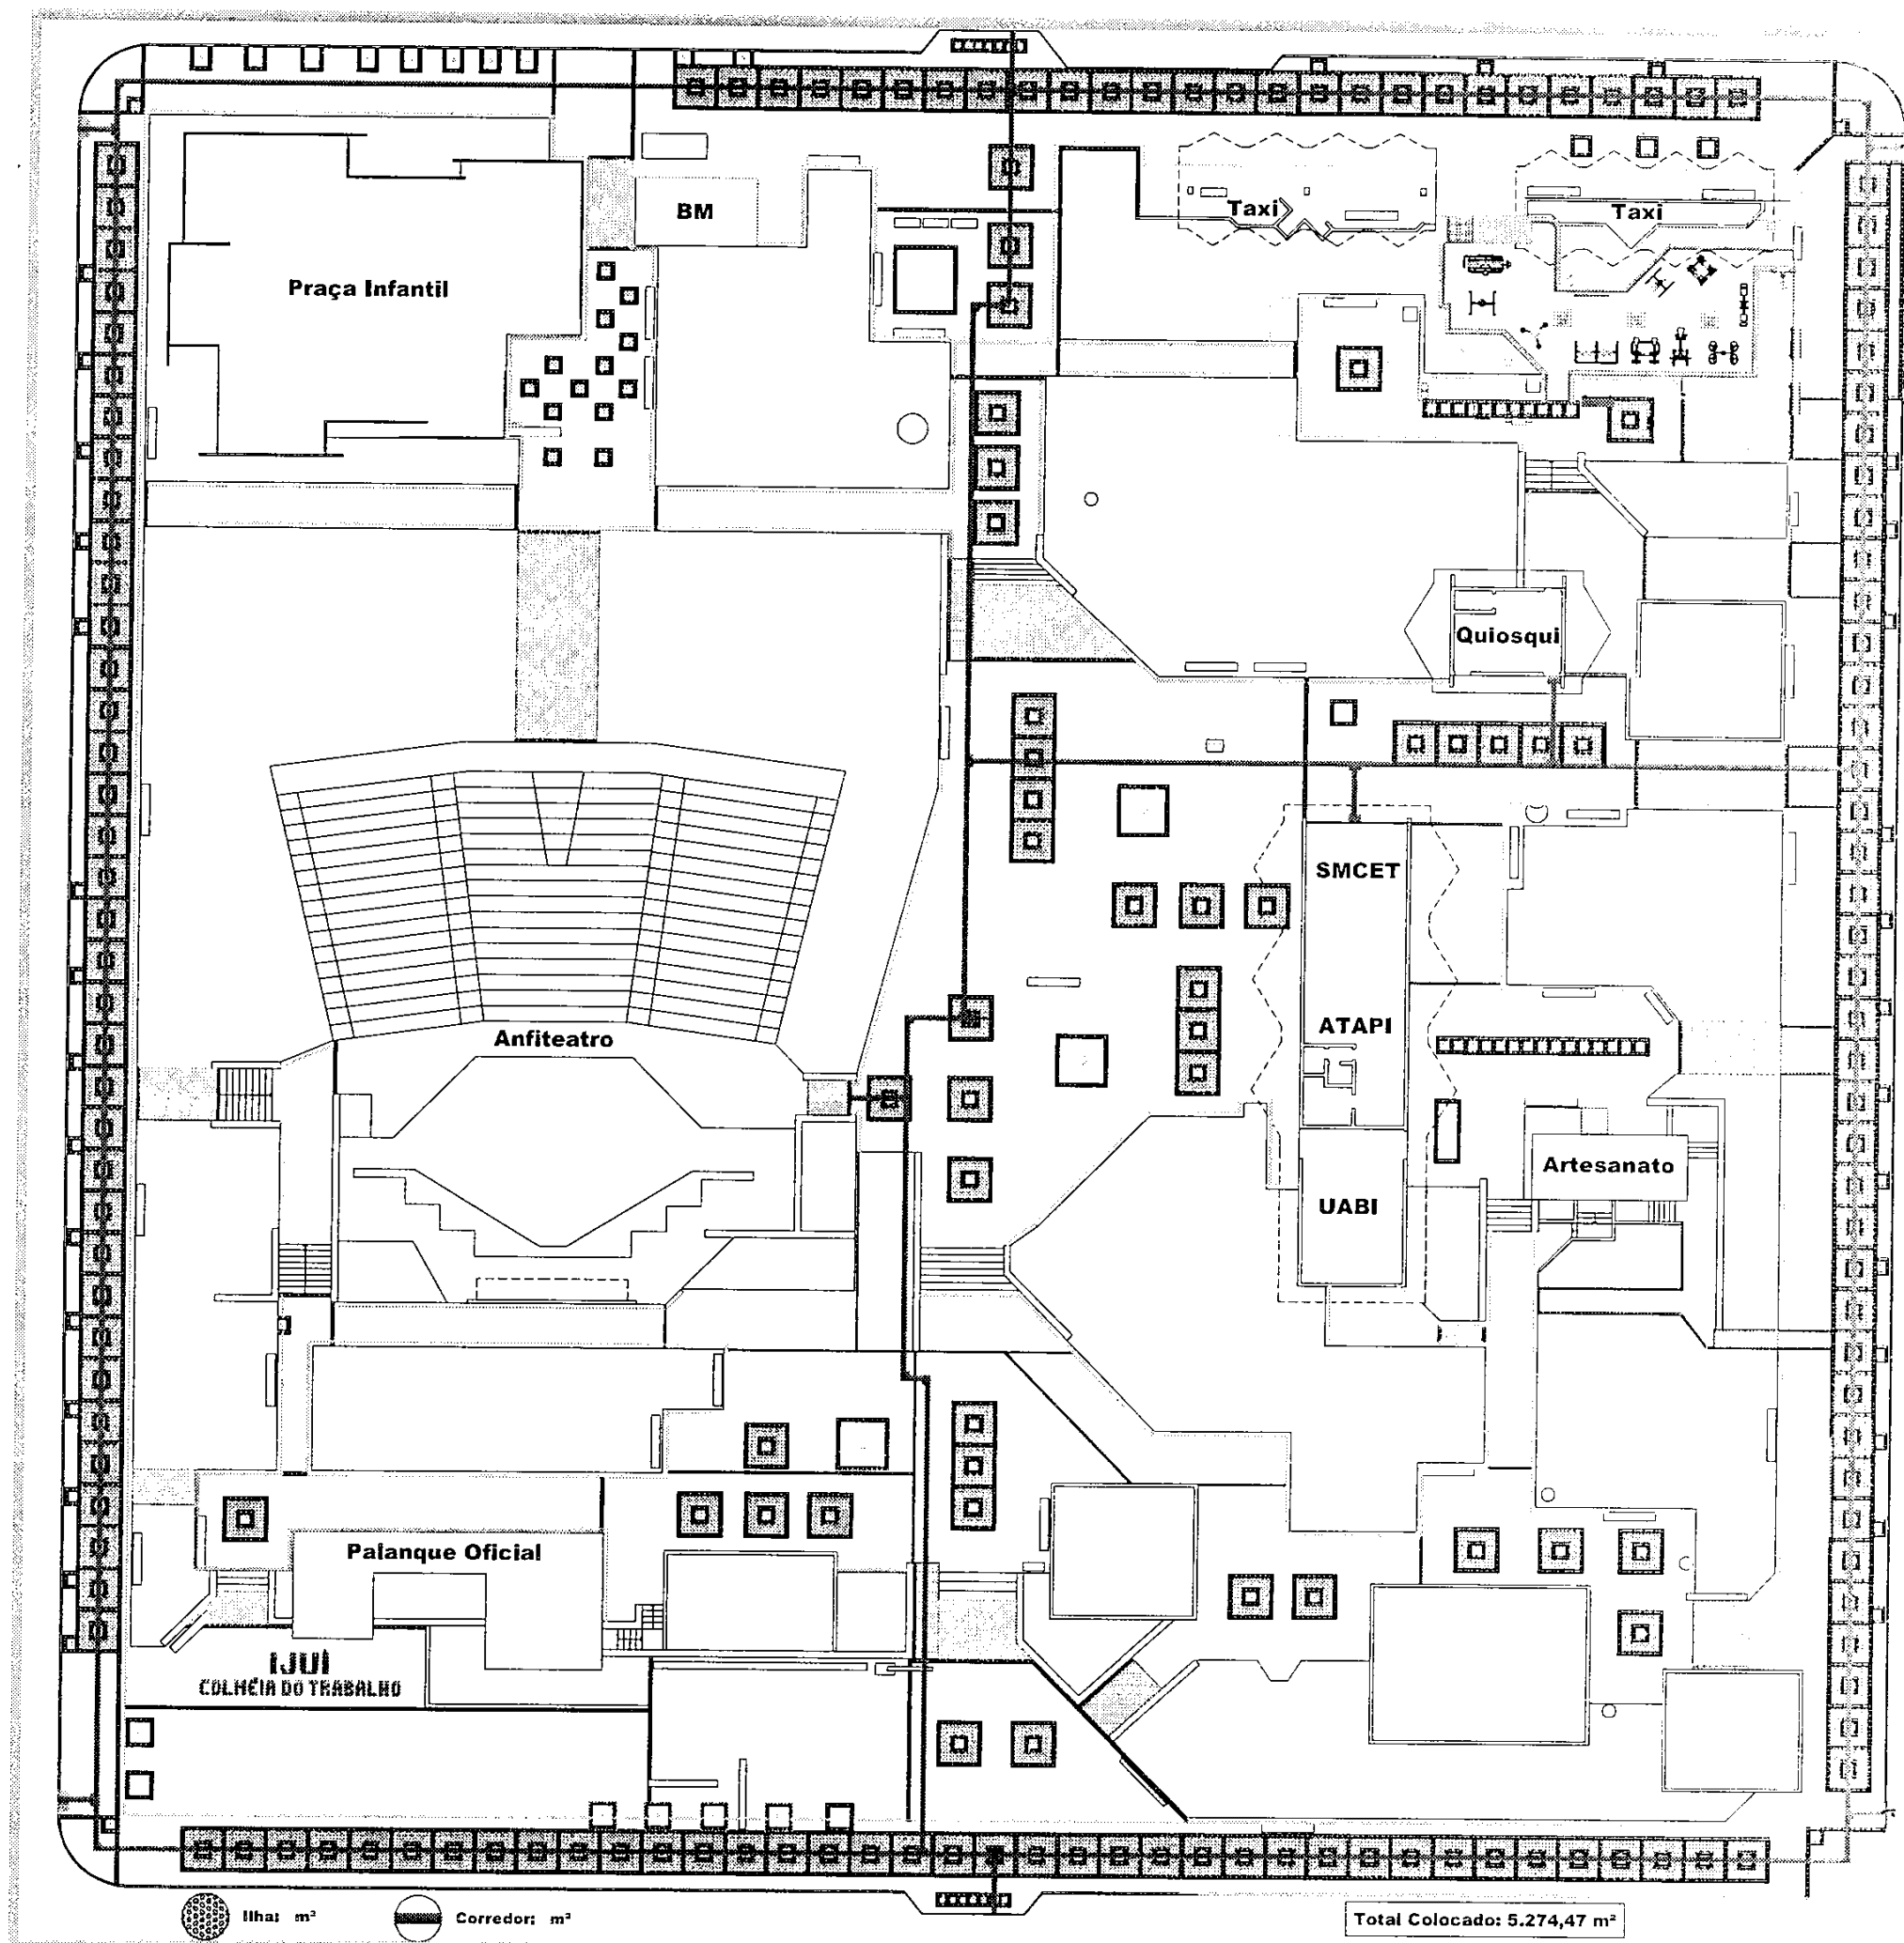 BM
Taxi
Taxi
Praça Infantil
Quiosqui
SMCET
ATAPI
Anfiteatro
Artesanato
UABI
Palanque Oficial
IJUÍ
COLMÉIA DO TRABALHO
Ilha: m²
Corredor: m²
Total Colocado: 5.274,47 m²